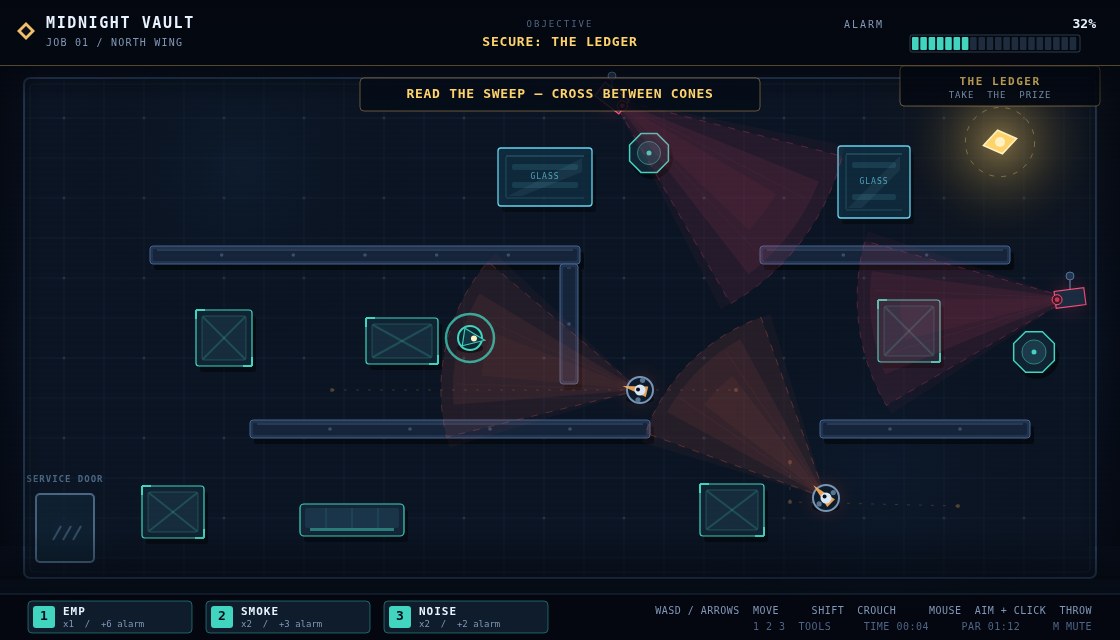 MIDNIGHT VAULT
JOB 01 / NORTH WING
OBJECTIVE
SECURE: THE LEDGER
ALARM 32%
READ THE SWEEP — CROSS BETWEEN CONES
THE LEDGER
TAKE THE PRIZE
GLASS
GLASS
SERVICE DOOR
1 EMP
x1 / +6 alarm
2 SMOKE
x2 / +3 alarm
3 NOISE
x2 / +2 alarm
WASD / ARROWS MOVE SHIFT CROUCH MOUSE AIM + CLICK THROW
1 2 3 TOOLS TIME 00:04 PAR 01:12 M MUTE